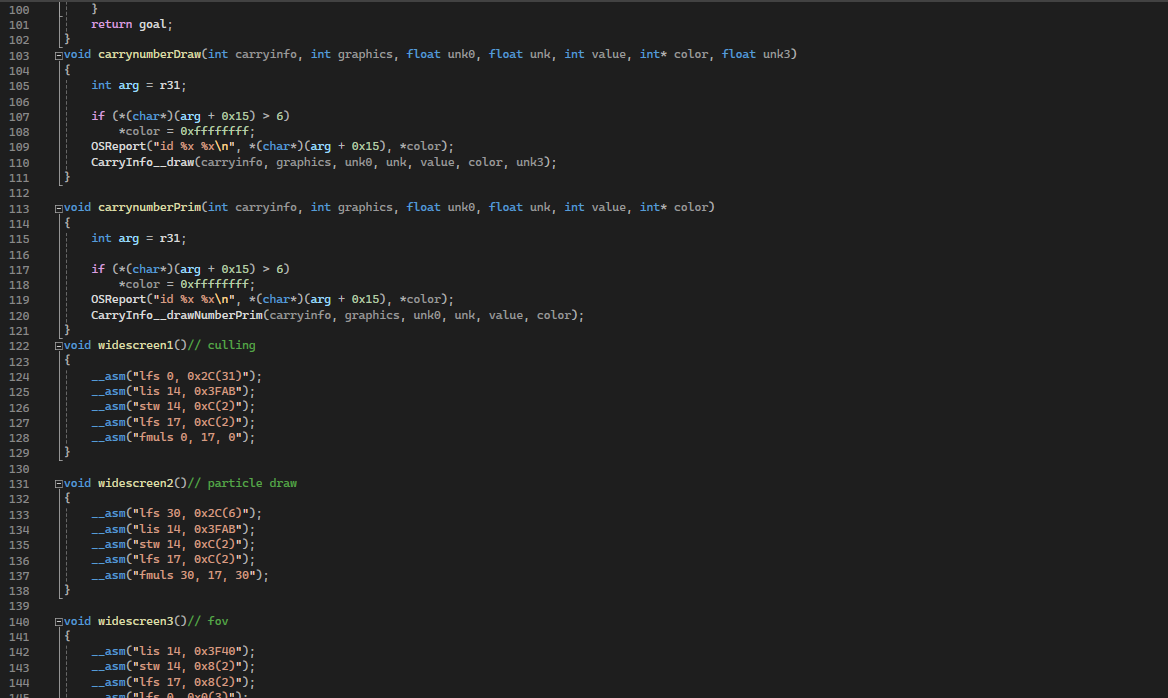 100 }
101 return goal;
102 }
103 void carrynumberDraw(int carryinfo, int graphics, float unk0, float unk, int value, int* color, float unk3)
104 {
105 int arg = r31;
106
107 if (*(char*)(arg + 0x15) > 6)
108 *color = 0xffffffff;
109 OSReport("id %x %x\n", *(char*)(arg + 0x15), *color);
110 CarryInfo__draw(carryinfo, graphics, unk0, unk, value, color, unk3);
111 }
112
113 void carrynumberPrim(int carryinfo, int graphics, float unk0, float unk, int value, int* color)
114 {
115 int arg = r31;
116
117 if (*(char*)(arg + 0x15) > 6)
118 *color = 0xffffffff;
119 OSReport("id %x %x\n", *(char*)(arg + 0x15), *color);
120 CarryInfo__drawNumberPrim(carryinfo, graphics, unk0, unk, value, color);
121 }
122 void widescreen1()// culling
123 {
124 __asm("lfs 0, 0x2C(31)");
125 __asm("lis 14, 0x3FAB");
126 __asm("stw 14, 0xC(2)");
127 __asm("lfs 17, 0xC(2)");
128 __asm("fmuls 0, 17, 0");
129 }
130
131 void widescreen2()// particle draw
132 {
133 __asm("lfs 30, 0x2C(6)");
134 __asm("lis 14, 0x3FAB");
135 __asm("stw 14, 0xC(2)");
136 __asm("lfs 17, 0xC(2)");
137 __asm("fmuls 30, 17, 30");
138 }
139
140 void widescreen3()// fov
141 {
142 __asm("lis 14, 0x3F40");
143 __asm("stw 14, 0x8(2)");
144 __asm("lfs 17, 0x8(2)");
145 __asm("lfs 0, 0x0(3)");